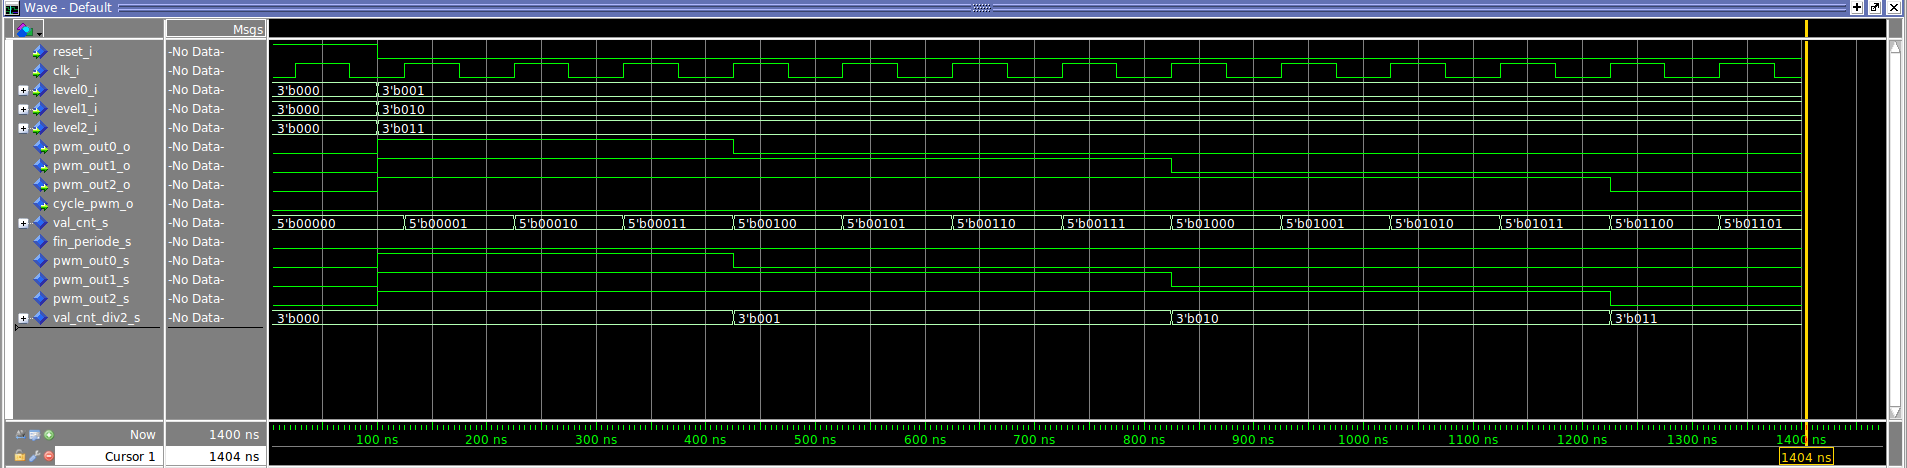 Wave - Default
Msgs
reset_i -No Data-
clk_i -No Data-
level0_i -No Data- 3'b000 3'b001
level1_i -No Data- 3'b000 3'b010
level2_i -No Data- 3'b000 3'b011
pwm_out0_o -No Data-
pwm_out1_o -No Data-
pwm_out2_o -No Data-
cycle_pwm_o -No Data-
val_cnt_s -No Data- 5'b00000 5'b00001 5'b00010 5'b00011 5'b00100 5'b00101 5'b00110 5'b00111 5'b01000 5'b01001 5'b01010 5'b01011 5'b01100 5'b01101
fin_periode_s -No Data-
pwm_out0_s -No Data-
pwm_out1_s -No Data-
pwm_out2_s -No Data-
val_cnt_div2_s -No Data- 3'b000 3'b001 3'b010 3'b011
Now 1400 ns 100 ns 200 ns 300 ns 400 ns 500 ns 600 ns 700 ns 800 ns 900 ns 1000 ns 1100 ns 1200 ns 1300 ns 1400 ns
Cursor 1 1404 ns 1404 ns